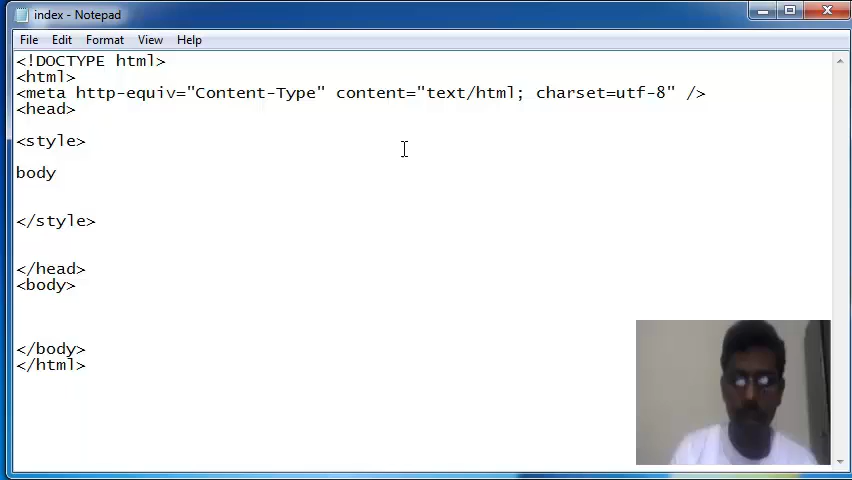 index - Notepad
File Edit Format View Help
<!DOCTYPE html>
<html>
<meta http-equiv="Content-Type" content="text/html; charset=utf-8" />
<head>
<style>
body
</style>
</head>
<body>
</body>
</html>